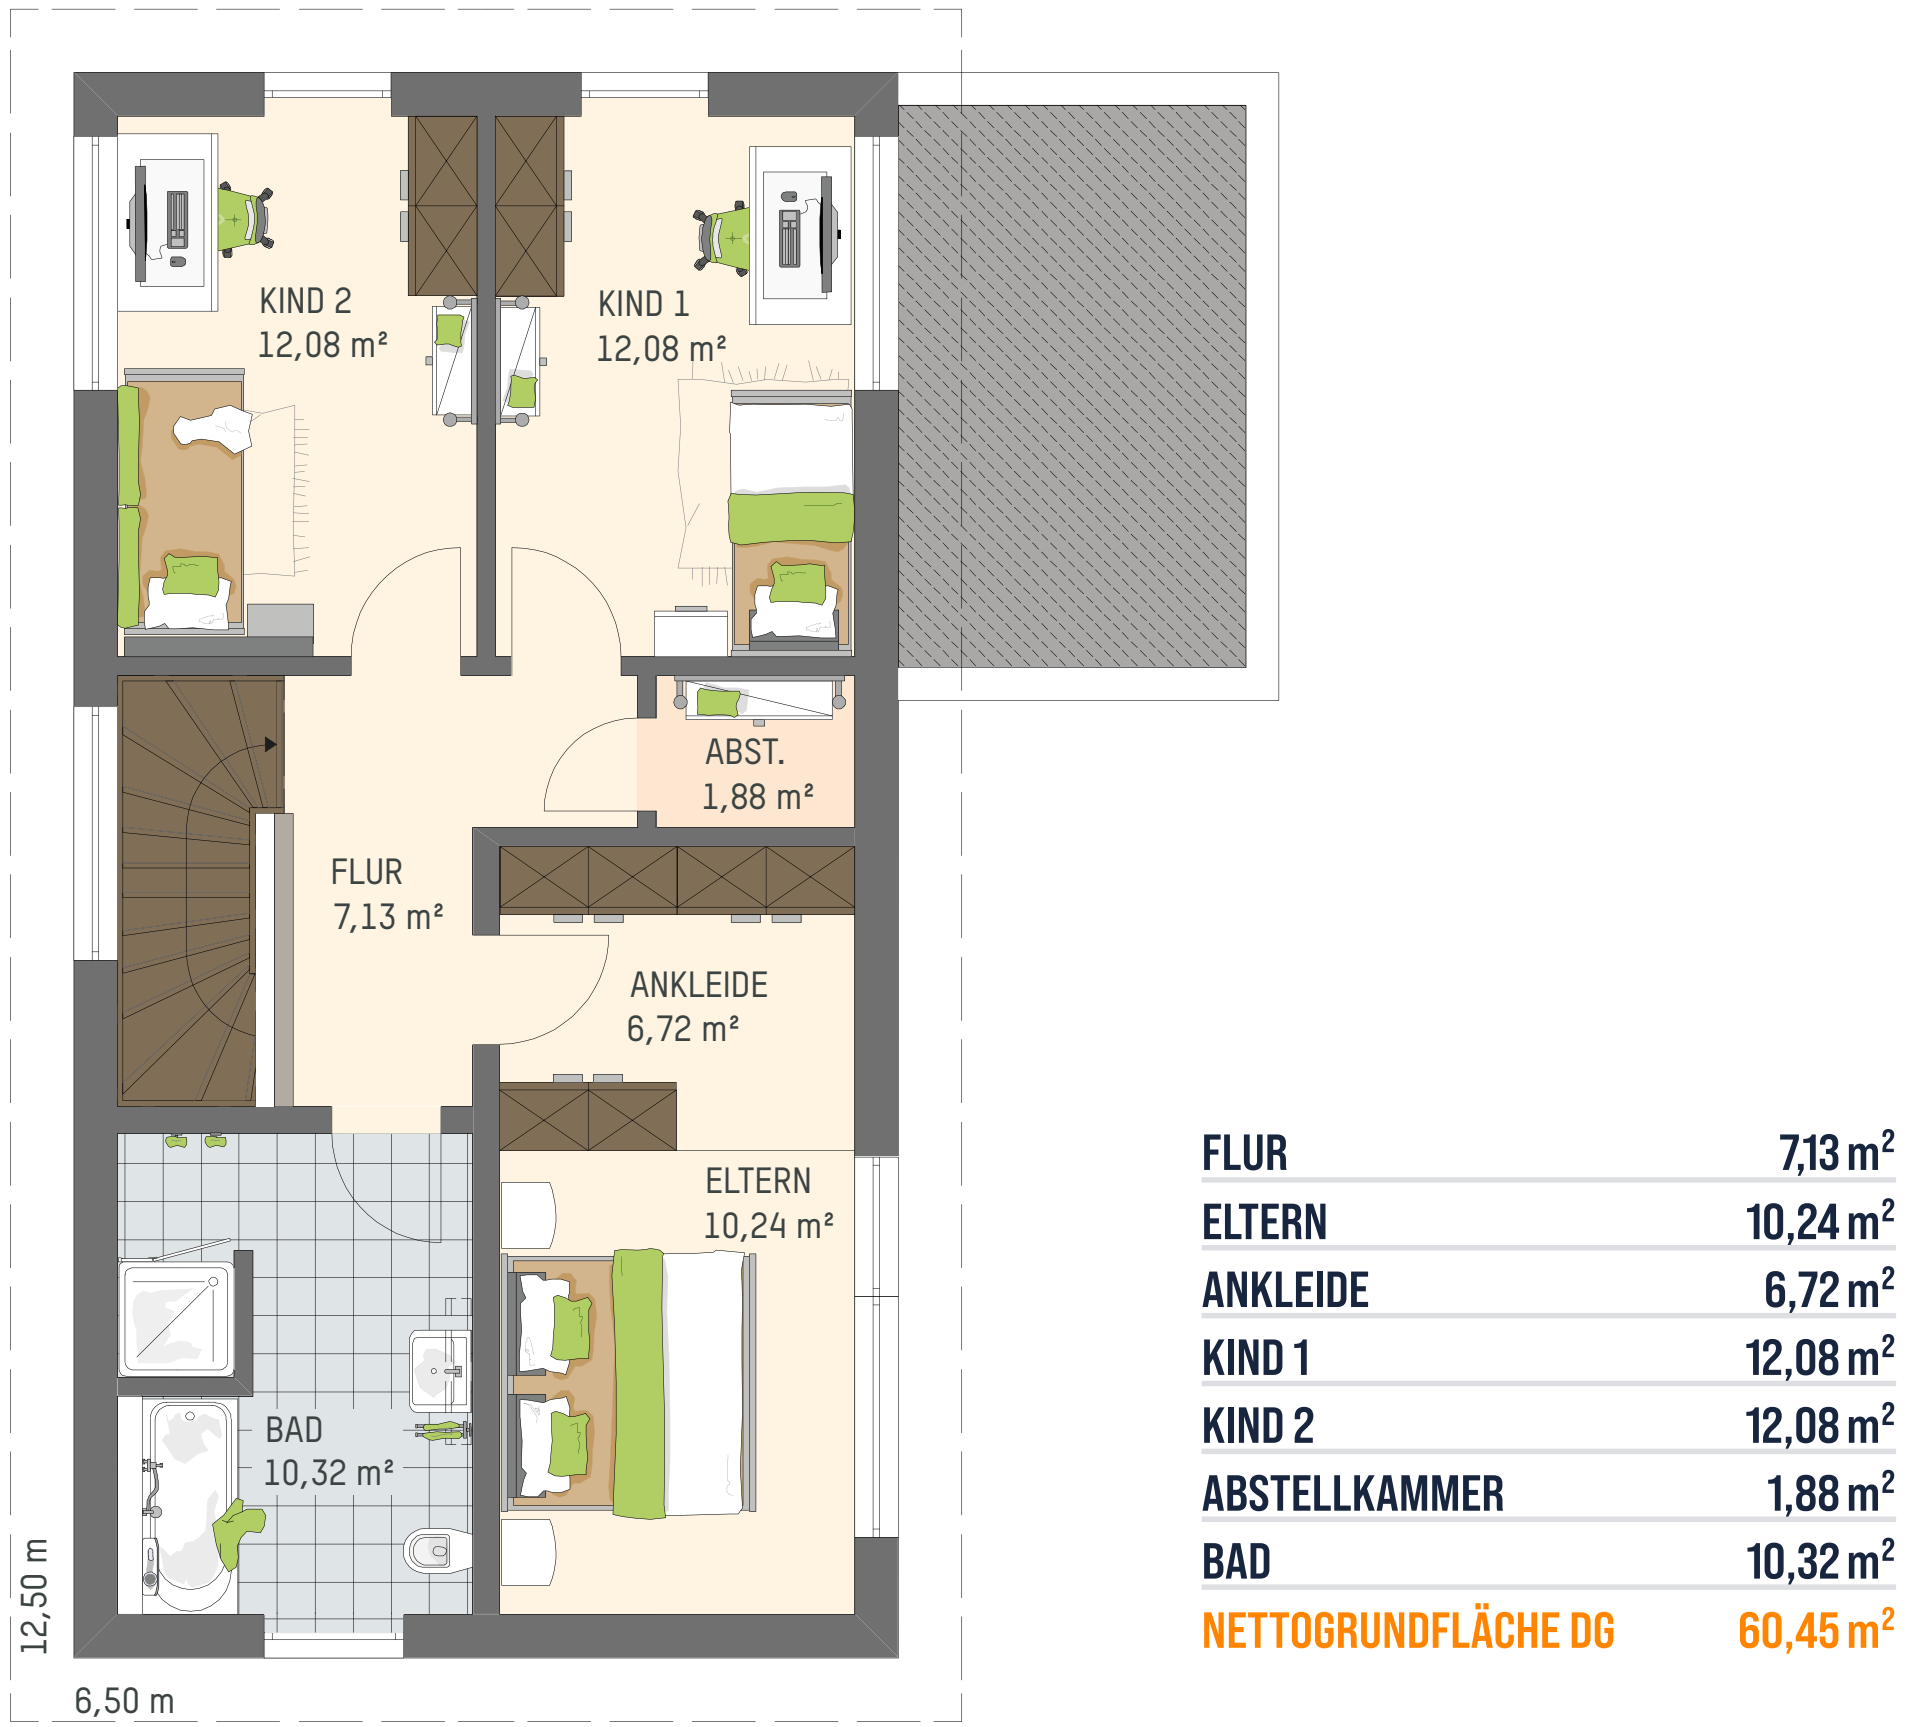 KIND 2
12,08 m²
KIND 1
12,08 m²
ABST.
1,88 m²
FLUR
7,13 m²
ANKLEIDE
6,72 m²
ELTERN
10,24 m²
BAD
10,32 m²
12,50 m
6,50 m
FLUR 7,13 m²
ELTERN 10,24 m²
ANKLEIDE 6,72 m²
KIND 1 12,08 m²
KIND 2 12,08 m²
ABSTELLKAMMER 1,88 m²
BAD 10,32 m²
NETTOGRUNDFLÄCHE DG 60,45 m²